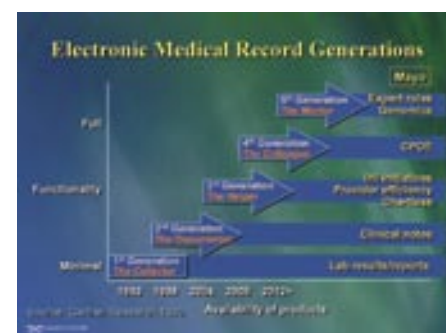 Electronic Medical Record Generations
Mayo
5th Generation
The Mentor
Expert rules
Genomics
Full
4th Generation
The Colleague
CPOE
Functionality
3rd Generation
The Helper
Provider efficiency
Chartless
2nd Generation
The Documentor
Clinical notes
Minimal
1st Generation
The Collector
Lab results/reports
Availability of products